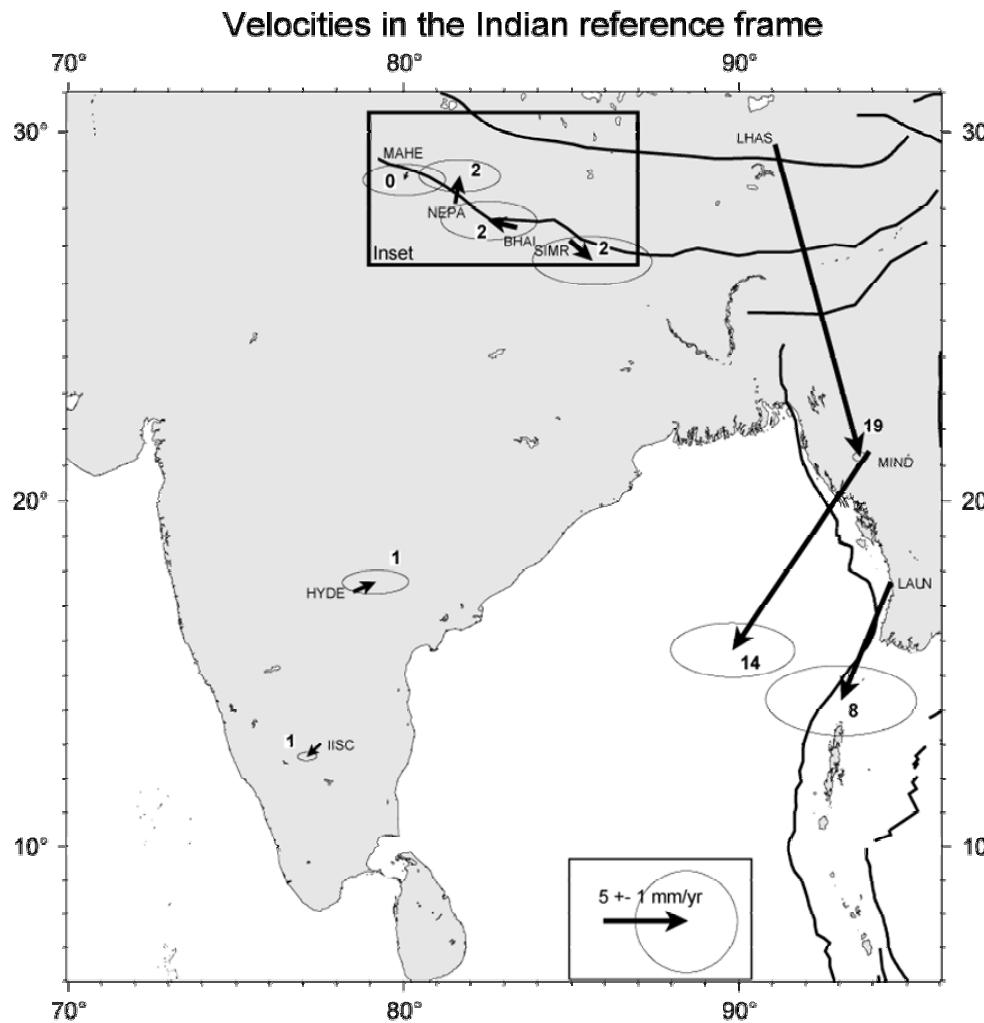 Velocities in the Indian reference frame
70° 80° 90°
30° 30
LHAS
MAHE
0 2
NEPA
2 BHAI
SIMR 2
Inset
19
MIND
20° 20
1
HYDE
LAUN
14
8
1 IISC
10° 10
5 +- 1 mm/yr
70° 80° 90°